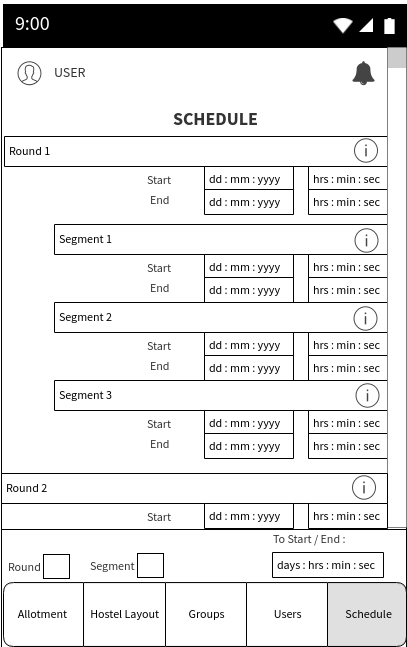 9:00
USER
SCHEDULE
Round 1
Start dd : mm : yyyy hrs : min : sec
End dd : mm : yyyy hrs : min : sec
Segment 1
Start dd : mm : yyyy hrs : min : sec
End dd : mm : yyyy hrs : min : sec
Segment 2
Start dd : mm : yyyy hrs : min : sec
End dd : mm : yyyy hrs : min : sec
Segment 3
Start dd : mm : yyyy hrs : min : sec
End dd : mm : yyyy hrs : min : sec
Round 2
Start dd : mm : yyyy hrs : min : sec
To Start / End :
Round Segment days : hrs : min : sec
Allotment Hostel Layout Groups Users Schedule